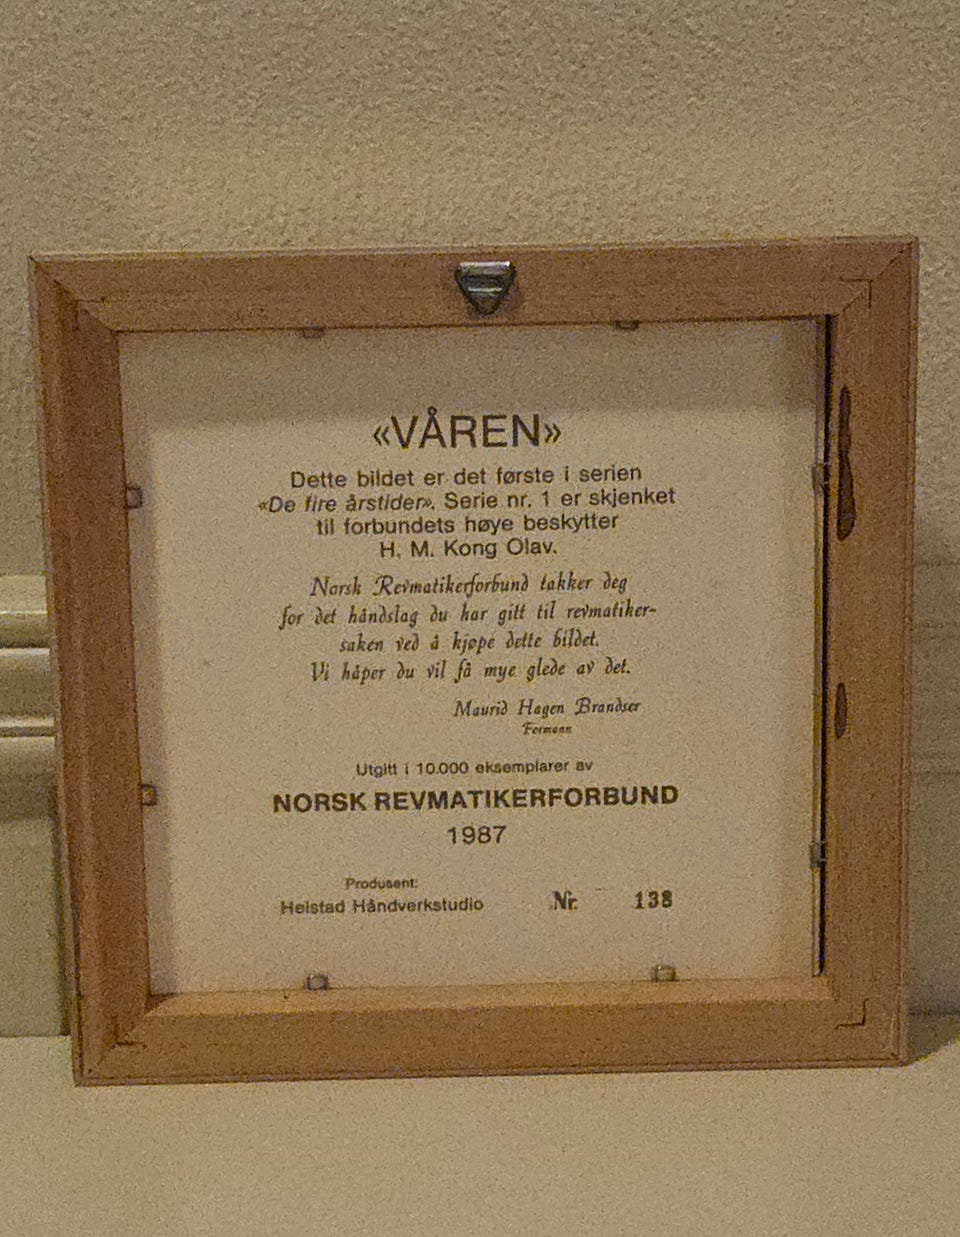 «VÅREN»
Dette bildet er det første i serien
«De fire årstider». Serie nr. 1 er skjenket
til forbundets høye beskytter
H. M. Kong Olav.
Norsk Revmatikerforbund takker deg
for det håndslag du har gitt til revmatiker-
saken ved å kjøpe dette bildet.
Vi håper du vil få mye glede av det.
Maurid Hagen Brandser
Formann
Utgitt i 10.000 eksemplarer av
NORSK REVMATIKERFORBUND
1987
Produsent:
Helstad Håndverkstudio Nr. 138